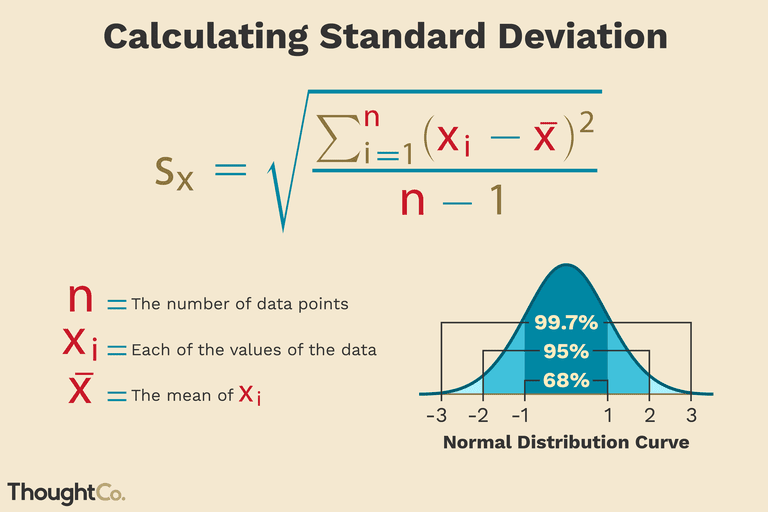 Calculating Standard Deviation
sₓ = √( ∑ⁿᵢ₌₁ (xᵢ − x̄)² / n − 1 )
n = The number of data points
xᵢ = Each of the values of the data
x̄ = The mean of xᵢ
99.7%
95%
68%
-3 -2 -1 1 2 3
Normal Distribution Curve
ThoughtCo.